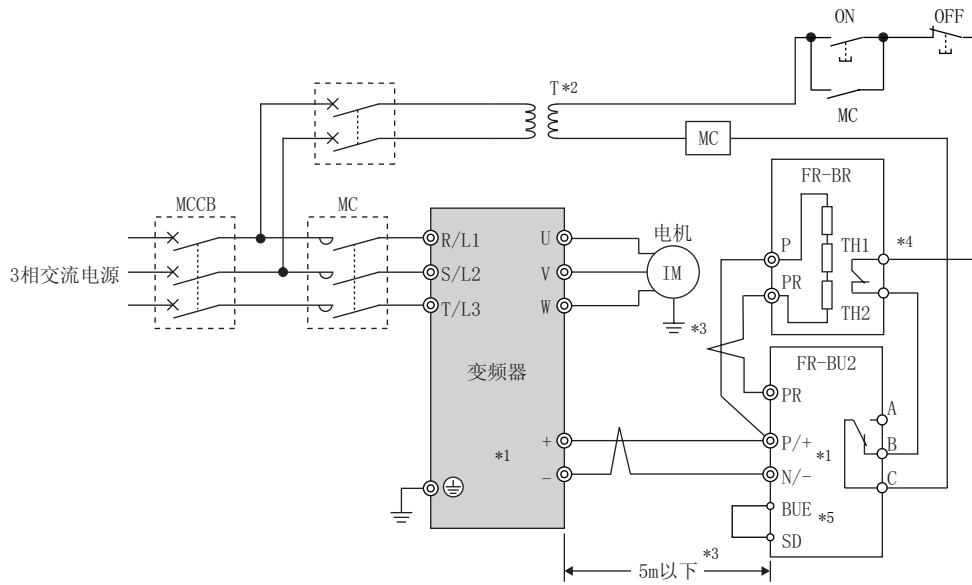 ON
OFF
T *2
MC
MC
FR-BR
MCCB
MC
R/L1
U
电机
P
TH1
*4
3相交流电源
S/L2
V
IM
PR
T/L3
W
*3
TH2
变频器
FR-BU2
PR
A
+
P/+
B
*1
*1
-
N/-
C
BUE
*5
SD
5m以下
*3